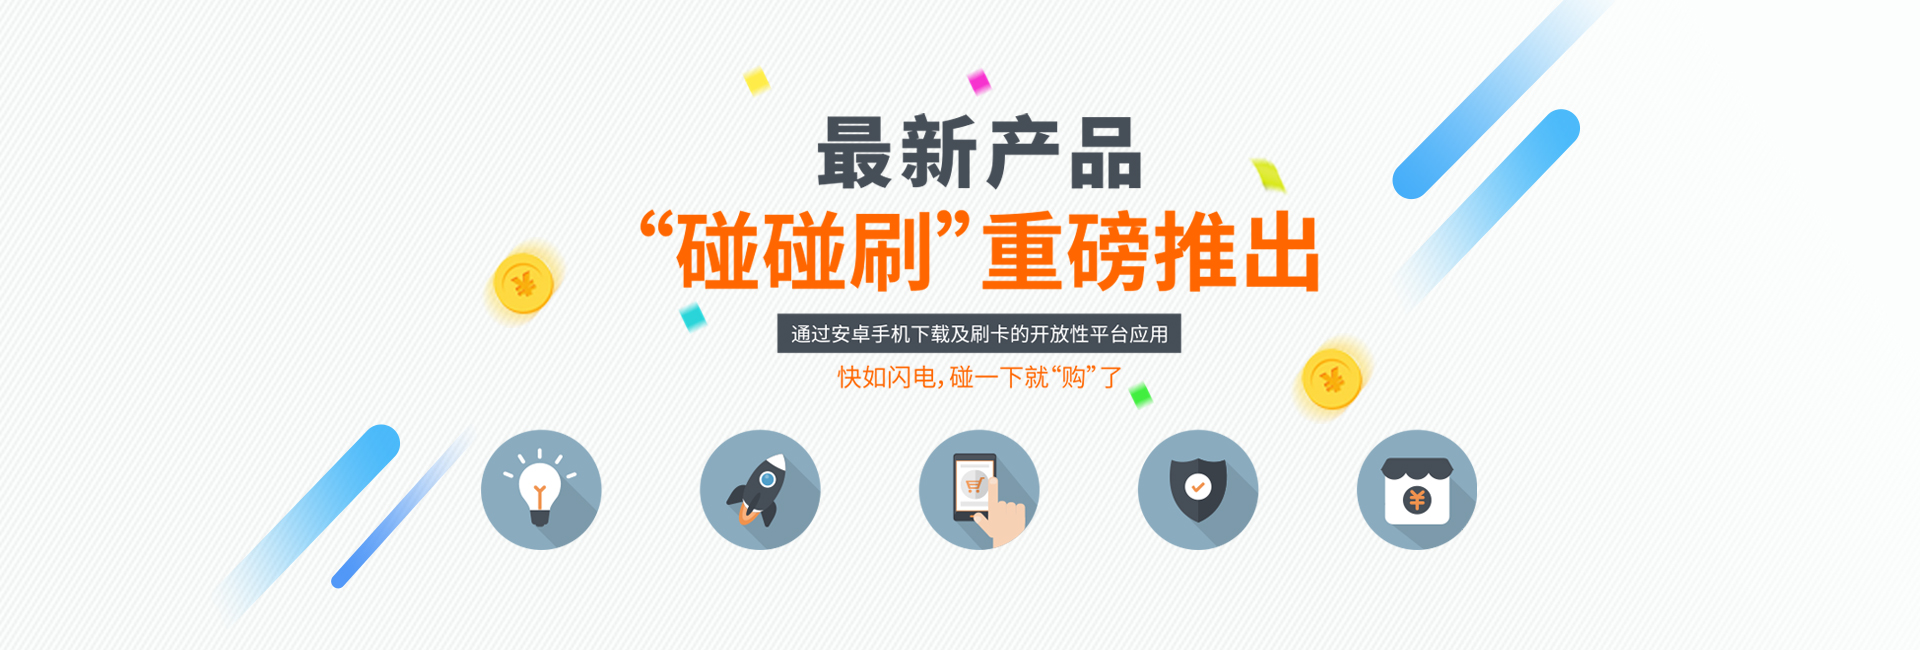 最新产品
“碰碰刷”重磅推出
通过安卓手机下载及刷卡的开放性平台应用
快如闪电,碰一下就“购”了
¥
¥
¥